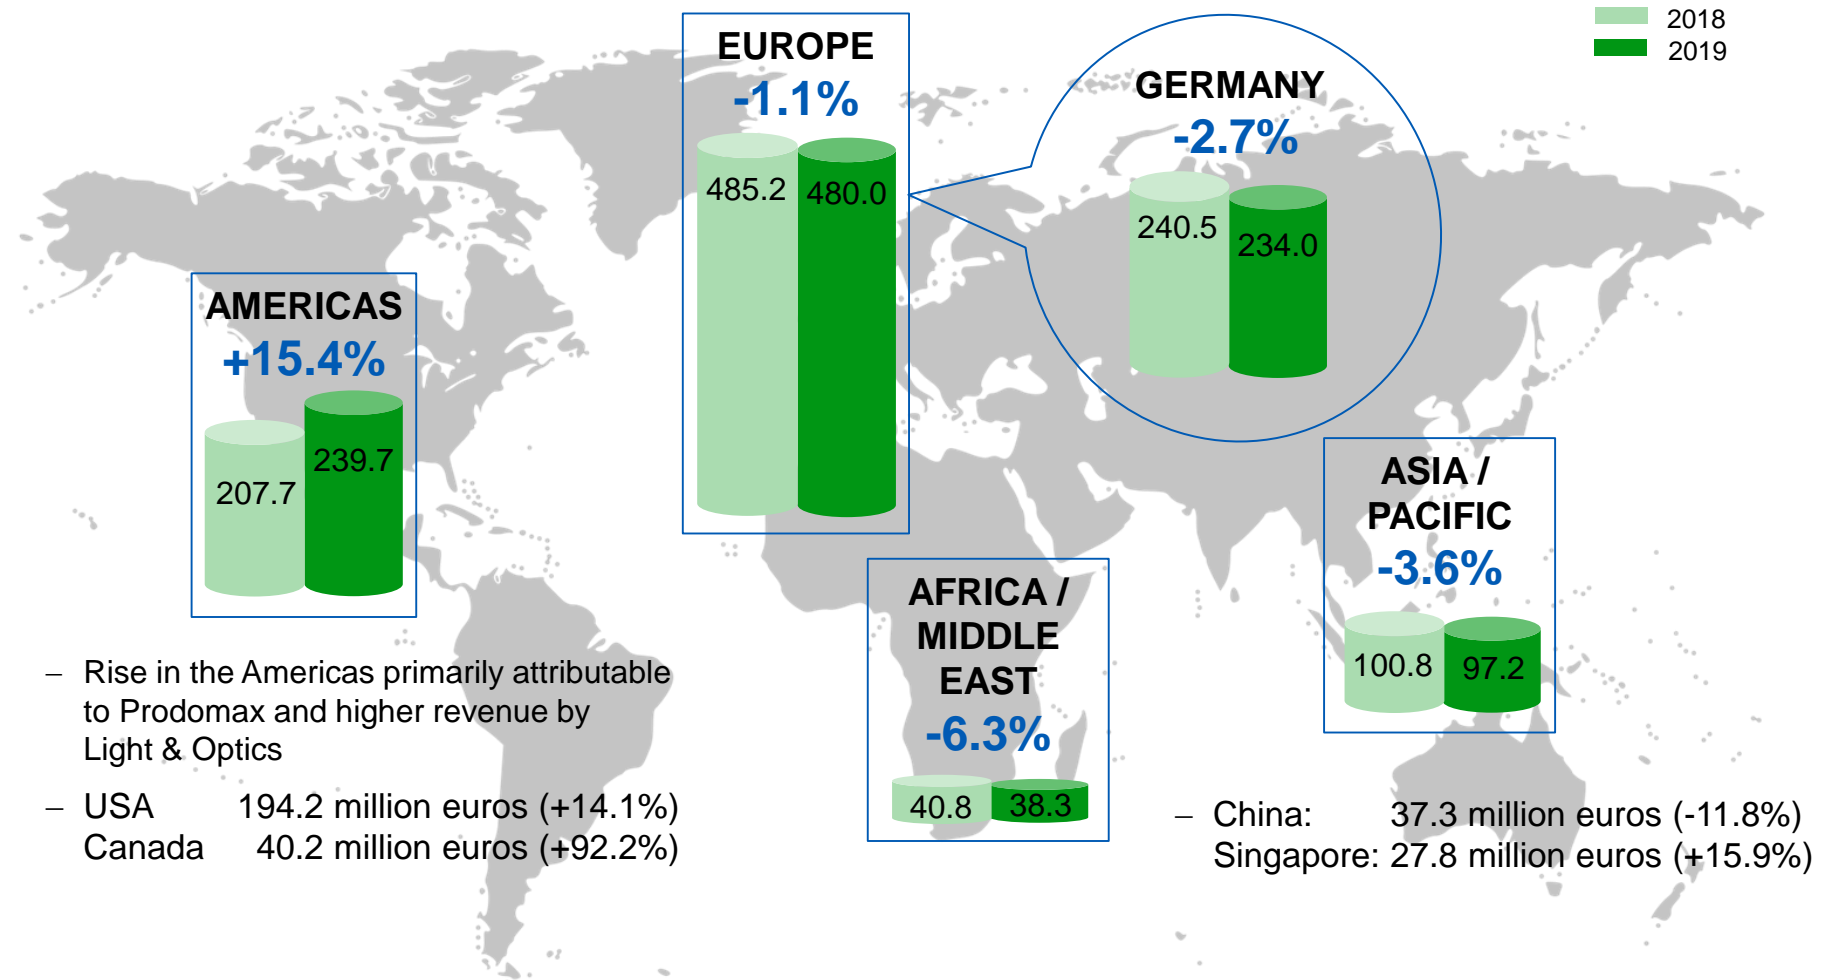 2018
2019
EUROPE
-1.1%
485.2 480.0
GERMANY
-2.7%
240.5
234.0
AMERICAS
+15.4%
207.7
239.7
ASIA /
PACIFIC
-3.6%
100.8 97.2
AFRICA /
MIDDLE
EAST
-6.3%
40.8 38.3
– Rise in the Americas primarily attributable
to Prodomax and higher revenue by
Light & Optics
– USA 194.2 million euros (+14.1%)
Canada 40.2 million euros (+92.2%)
– China: 37.3 million euros (-11.8%)
Singapore: 27.8 million euros (+15.9%)